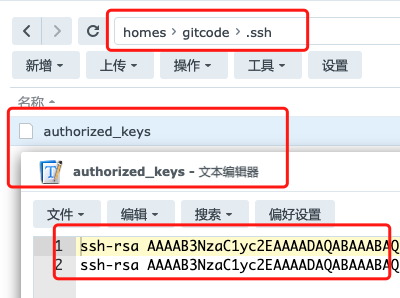 homes › gitcode › .ssh
新增 上传 操作 工具 设置
名称
authorized_keys
authorized_keys - 文本编辑器
文件 编辑 搜索 偏好设置
1 ssh-rsa AAAAB3NzaC1yc2EAAAADAQABAAABAQ
2 ssh-rsa AAAAB3NzaC1yc2EAAAADAQABAAABAQ